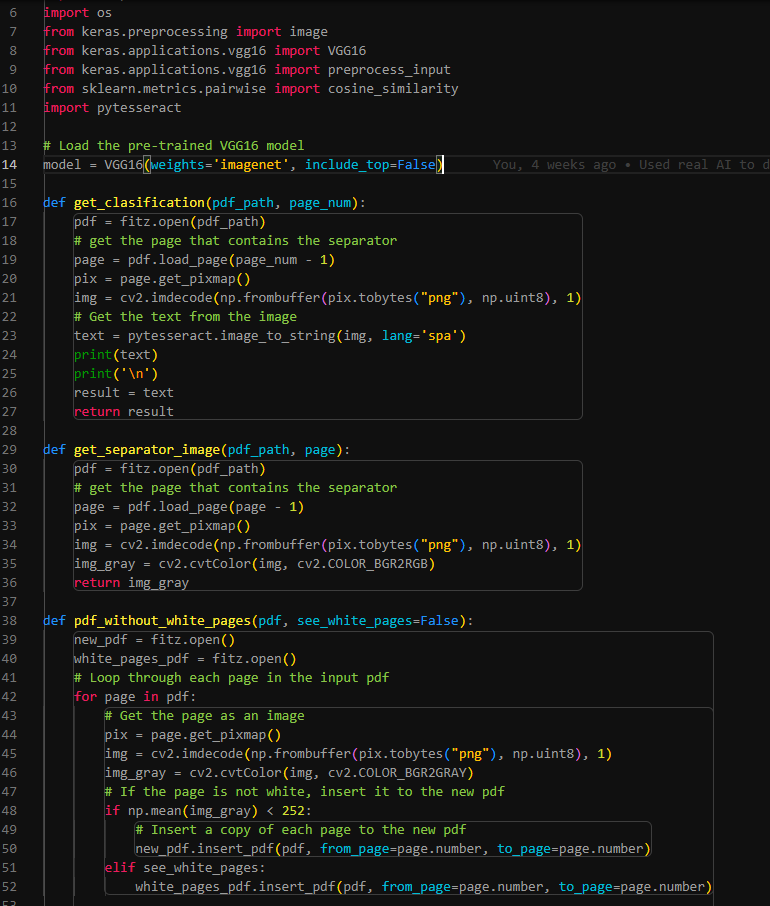 6 import os
7 from keras.preprocessing import image
8 from keras.applications.vgg16 import VGG16
9 from keras.applications.vgg16 import preprocess_input
10 from sklearn.metrics.pairwise import cosine_similarity
11 import pytesseract
12
13 # Load the pre-trained VGG16 model
14 model = VGG16(weights='imagenet', include_top=False) You, 4 weeks ago • Used real AI to d
15
16 def get_clasification(pdf_path, page_num):
17     pdf = fitz.open(pdf_path)
18     # get the page that contains the separator
19     page = pdf.load_page(page_num - 1)
20     pix = page.get_pixmap()
21     img = cv2.imdecode(np.frombuffer(pix.tobytes("png"), np.uint8), 1)
22     # Get the text from the image
23     text = pytesseract.image_to_string(img, lang='spa')
24     print(text)
25     print('\n')
26     result = text
27     return result
28
29 def get_separator_image(pdf_path, page):
30     pdf = fitz.open(pdf_path)
31     # get the page that contains the separator
32     page = pdf.load_page(page - 1)
33     pix = page.get_pixmap()
34     img = cv2.imdecode(np.frombuffer(pix.tobytes("png"), np.uint8), 1)
35     img_gray = cv2.cvtColor(img, cv2.COLOR_BGR2RGB)
36     return img_gray
37
38 def pdf_without_white_pages(pdf, see_white_pages=False):
39     new_pdf = fitz.open()
40     white_pages_pdf = fitz.open()
41     # Loop through each page in the input pdf
42     for page in pdf:
43         # Get the page as an image
44         pix = page.get_pixmap()
45         img = cv2.imdecode(np.frombuffer(pix.tobytes("png"), np.uint8), 1)
46         img_gray = cv2.cvtColor(img, cv2.COLOR_BGR2GRAY)
47         # If the page is not white, insert it to the new pdf
48         if np.mean(img_gray) < 252:
49             # Insert a copy of each page to the new pdf
50             new_pdf.insert_pdf(pdf, from_page=page.number, to_page=page.number)
51         elif see_white_pages:
52             white_pages_pdf.insert_pdf(pdf, from_page=page.number, to_page=page.number)